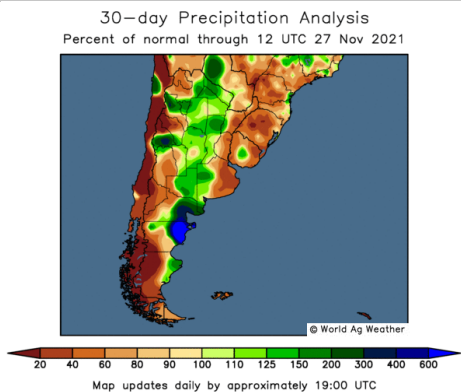 30-day Precipitation Analysis
Percent of normal through 12 UTC 27 Nov 2021
© World Ag Weather
20 40 60 80 90 100 110 125 150 200 300 400 600
Map updates daily by approximately 19:00 UTC